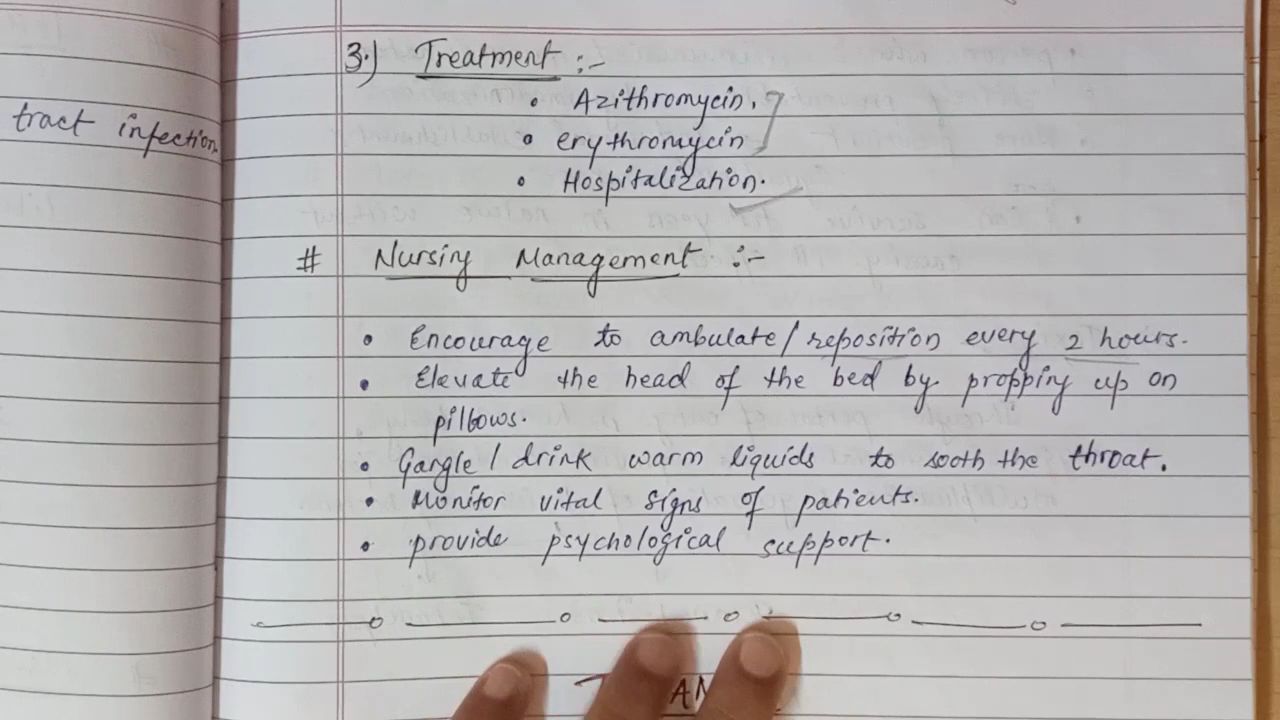 tract infection.
3.) Treatment :-
• Azithromycin.
• erythromycin
• Hospitalization.
# Nursing Management :-
• Encourage to ambulate/reposition every 2 hours.
• Elevate the head of the bed by propping up on
pillows.
• Gargle/drink warm liquids to sooth the throat.
• Monitor vital signs of patients.
• provide psychological support.